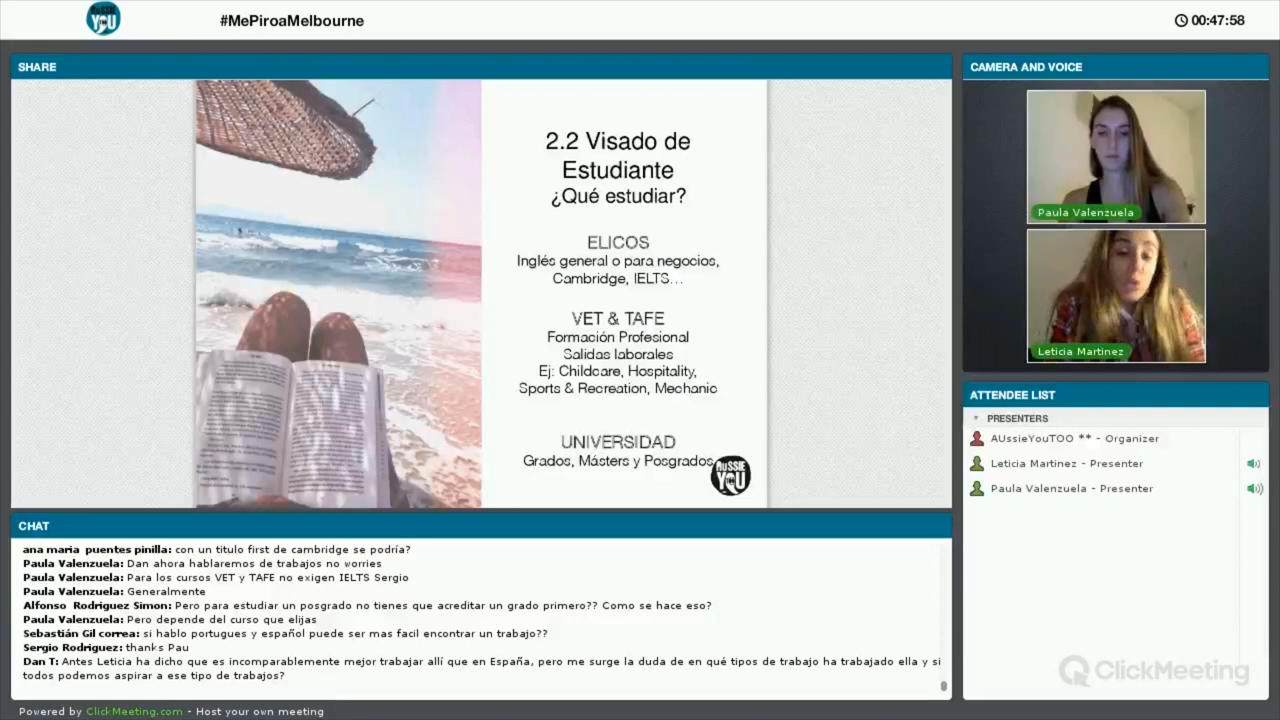 AUSSIE
YOU
TOO
#MePiroaMelbourne
00:47:58
SHARE
2.2 Visado de
Estudiante
¿Qué estudiar?
ELICOS
Inglés general o para negocios,
Cambridge, IELTS...
VET & TAFE
Formación Profesional
Salidas laborales
Ej: Childcare, Hospitality,
Sports & Recreation, Mechanic
UNIVERSIDAD
Grados, Másters y Posgrados
AUSSIE
YOU
CAMERA AND VOICE
Paula Valenzuela
Leticia Martinez
ATTENDEE LIST
PRESENTERS
AUssieYouTOO ** - Organizer
Leticia Martinez - Presenter
Paula Valenzuela - Presenter
CHAT
ana maria puentes pinilla: con un titulo first de cambridge se podría?
Paula Valenzuela: Dan ahora hablaremos de trabajos no worries
Paula Valenzuela: Para los cursos VET y TAFE no exigen IELTS Sergio
Paula Valenzuela: Generalmente
Alfonso Rodriguez Simon: Pero para estudiar un posgrado no tienes que acreditar un grado primero?? Como se hace eso?
Paula Valenzuela: Pero depende del curso que elijas
Sebastián Gil correa: si hablo portugues y español puede ser mas facil encontrar un trabajo??
Sergio Rodriguez: thanks Pau
Dan T: Antes Leticia ha dicho que es incomparablemente mejor trabajar allí que en España, pero me surge la duda de en qué tipos de trabajo ha trabajado ella y si
todos podemos aspirar a ese tipo de trabajos?
ClickMeeting
Powered by ClickMeeting.com - Host your own meeting